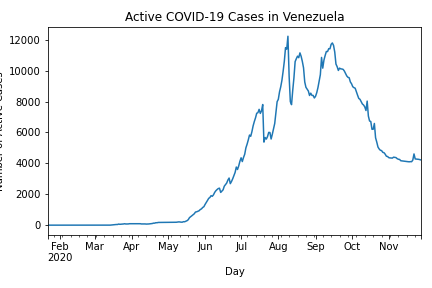 Active COVID-19 Cases in Venezuela
Number of Active Cases
12000
10000
8000
6000
4000
2000
0
Feb Mar Apr May Jun Jul Aug Sep Oct Nov
2020
Day